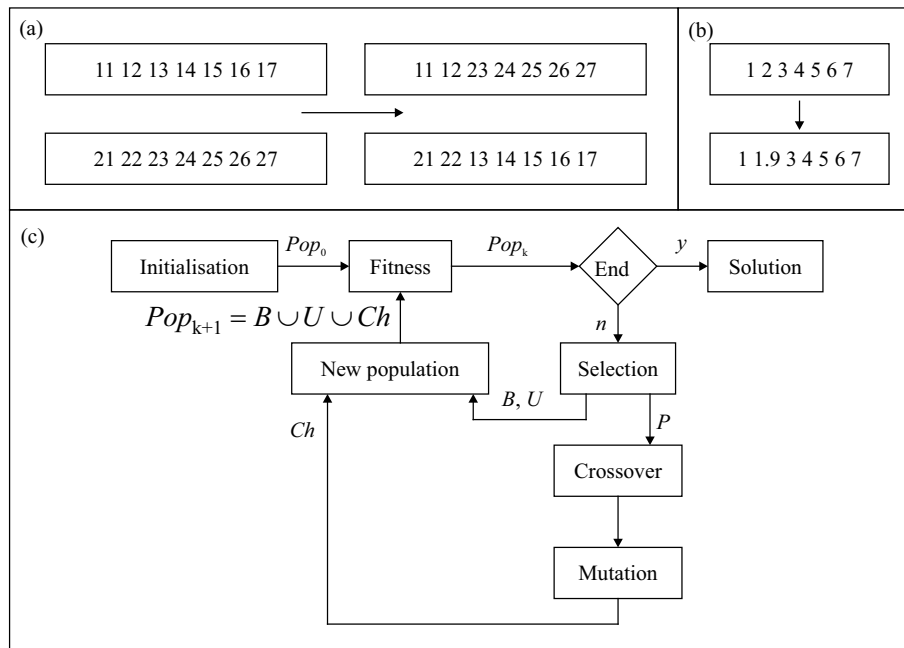 (a)
11 12 13 14 15 16 17
11 12 23 24 25 26 27
21 22 23 24 25 26 27
21 22 13 14 15 16 17
(b)
1 2 3 4 5 6 7
1 1.9 3 4 5 6 7
(c)
Initialisation
Pop₀
Fitness
Popₖ
End
y
Solution
Popₖ₊₁ = B ∪ U ∪ Ch
n
New population
Selection
B, U
Ch
P
Crossover
Mutation